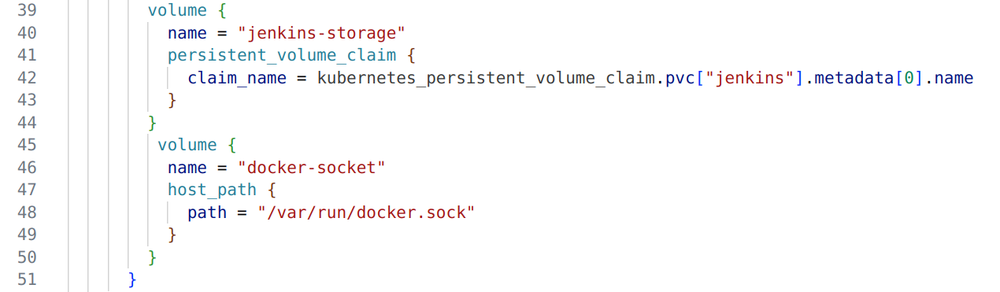 39 volume {
40 name = "jenkins-storage"
41 persistent_volume_claim {
42 claim_name = kubernetes_persistent_volume_claim.pvc["jenkins"].metadata[0].name
43 }
44 }
45 volume {
46 name = "docker-socket"
47 host_path {
48 path = "/var/run/docker.sock"
49 }
50 }
51 }